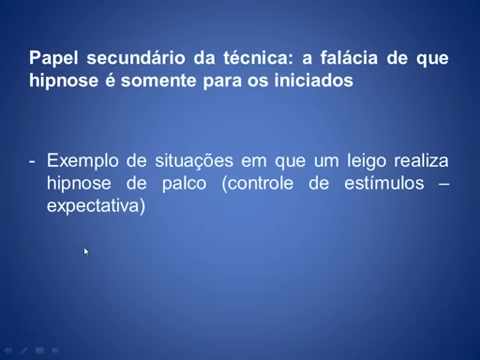 Papel secundário da técnica: a falácia de que
hipnose é somente para os iniciados
- Exemplo de situações em que um leigo realiza
hipnose de palco (controle de estímulos –
expectativa)